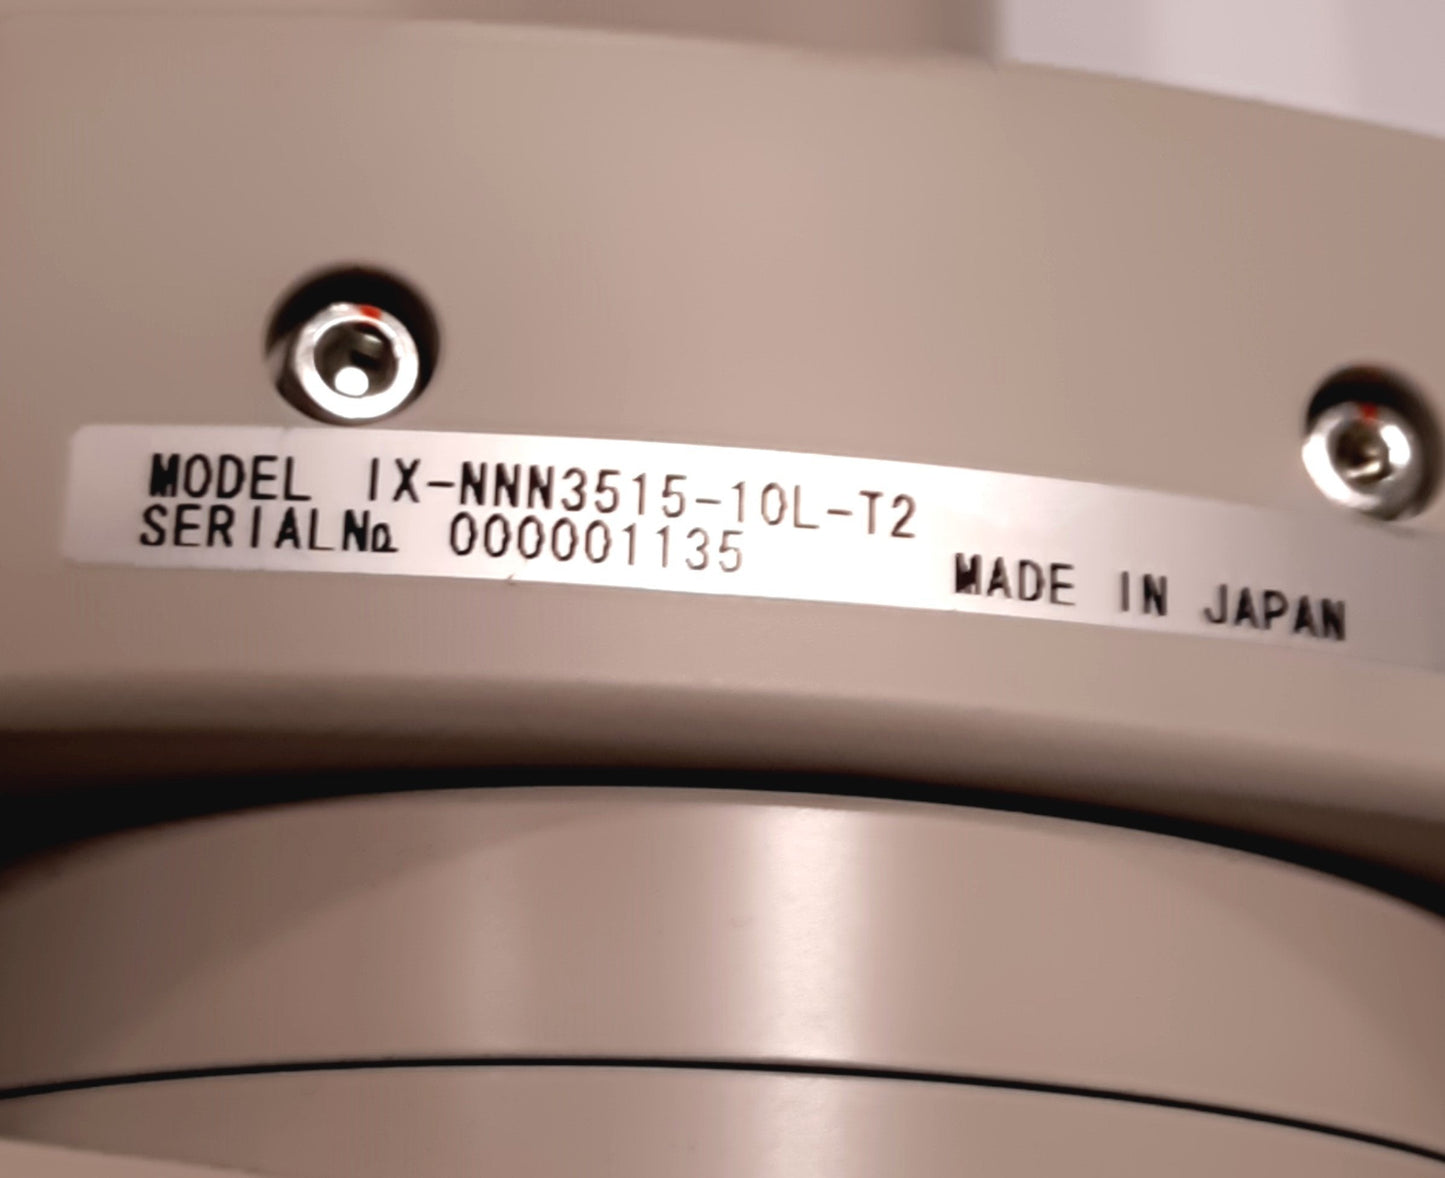 MODEL IX-NNN3515-10L-T2
SERIAL№ 000001135
MADE IN JAPAN